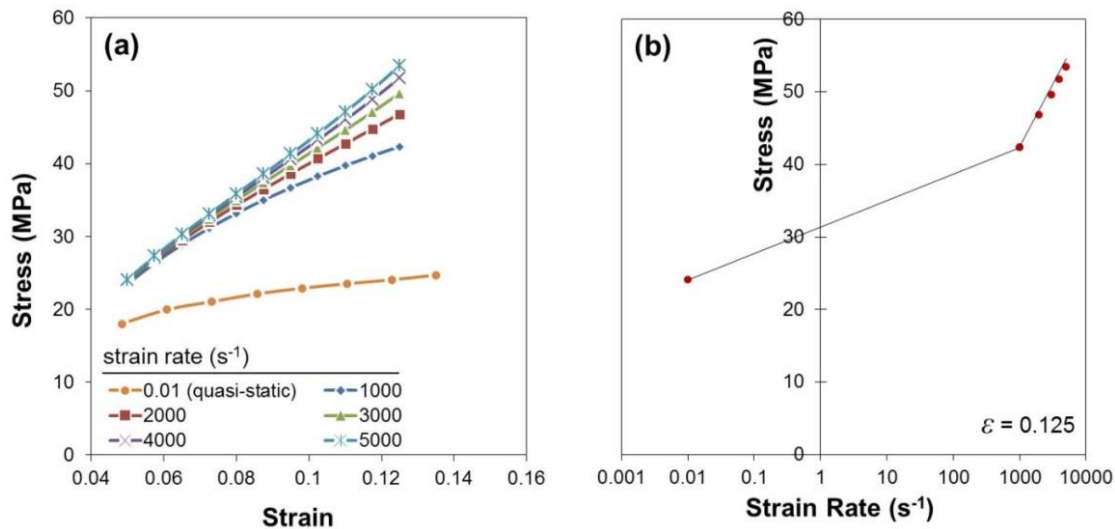 (a)
60
50
40
30
20
10
0
Stress (MPa)
0.04 0.06 0.08 0.1 0.12 0.14 0.16
Strain
strain rate (s-1)
0.01 (quasi-static) 1000
2000 3000
4000 5000
(b)
60
50
40
30
20
10
0
Stress (MPa)
ε = 0.125
0.001 0.01 0.1 1 10 100 1000 10000
Strain Rate (s-1)